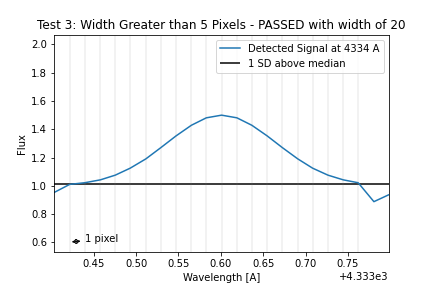 Test 3: Width Greater than 5 Pixels - PASSED with width of 20
Detected Signal at 4334 A
1 SD above median
Flux
2.0
1.8
1.6
1.4
1.2
1.0
0.8
0.6
1 pixel
0.45 0.50 0.55 0.60 0.65 0.70 0.75
Wavelength [A]
+4.333e3